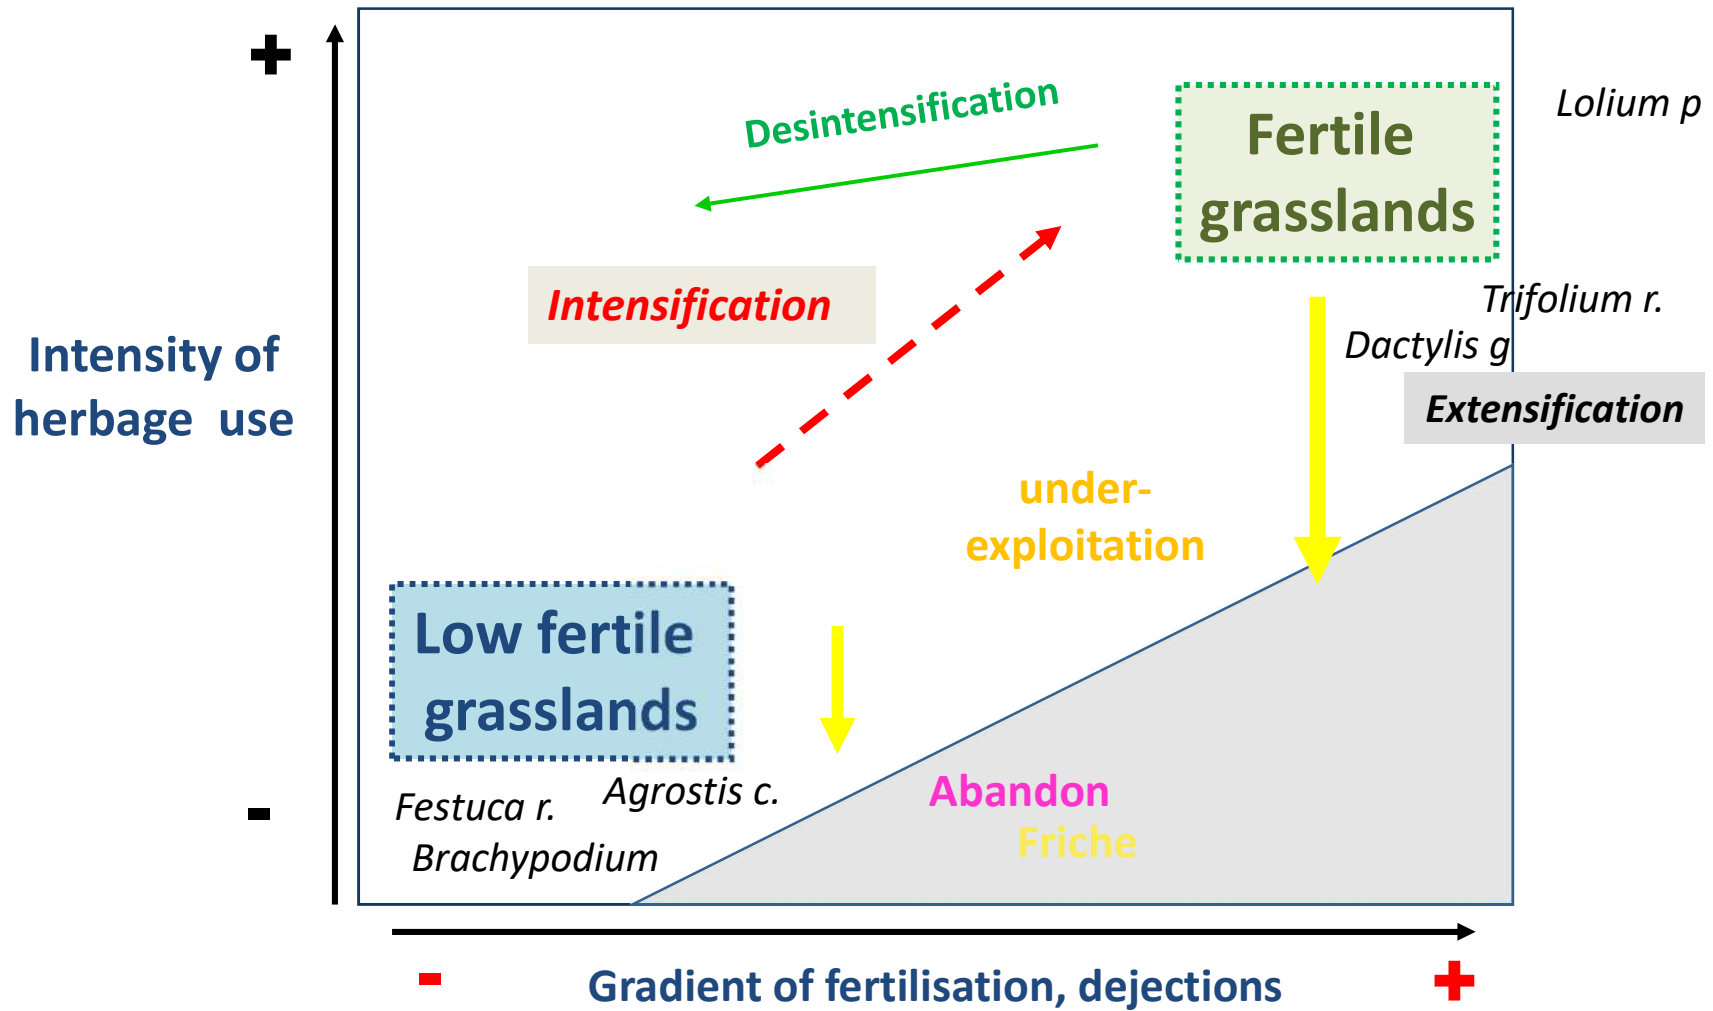 +
Desintensification
Fertile
grasslands
Lolium p
Intensification
Trifolium r.
Dactylis g
Intensity of
herbage use
Extensification
under-
exploitation
Low fertile
grasslands
Agrostis c.
Festuca r.
Brachypodium
Abandon
Friche
-
-
Gradient of fertilisation, dejections
+